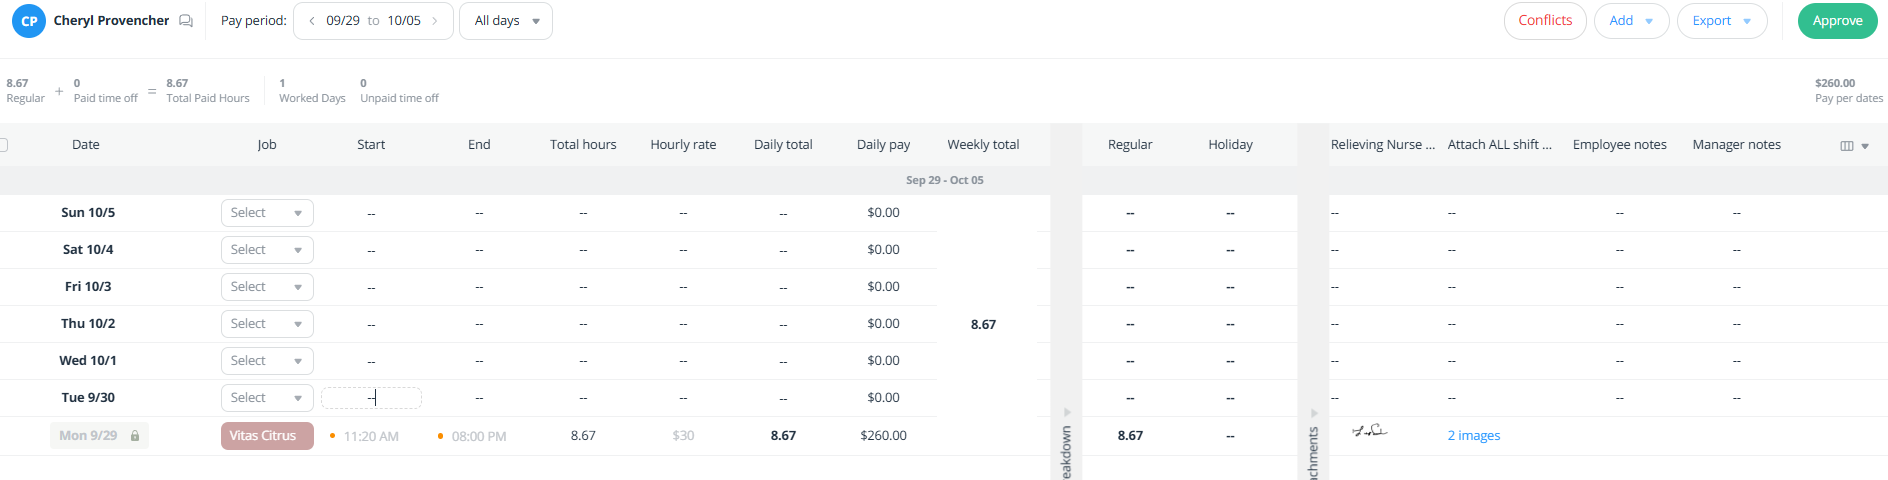 CP Cheryl Provencher Pay period: 09/29 to 10/05 All days Conflicts Add Export Approve
8.67 + 0 = 8.67 1 0 $260.00
Regular Paid time off Total Paid Hours Worked Days Unpaid time off Pay per dates
Date Job Start End Total hours Hourly rate Daily total Daily pay Weekly total Regular Holiday Relieving Nurse ... Attach ALL shift ... Employee notes Manager notes
Sep 29 - Oct 05
Sun 10/5 Select -- -- -- -- -- $0.00 -- -- -- -- -- --
Sat 10/4 Select -- -- -- -- -- $0.00 -- -- -- -- -- --
Fri 10/3 Select -- -- -- -- -- $0.00 -- -- -- -- -- --
Thu 10/2 Select -- -- -- -- -- $0.00 8.67 -- -- -- -- -- --
Wed 10/1 Select -- -- -- -- -- $0.00 -- -- -- -- -- --
Tue 9/30 Select -- -- -- -- -- $0.00 -- -- -- -- -- --
Mon 9/29 Vitas Citrus 11:20 AM 08:00 PM 8.67 $30 8.67 $260.00 8.67 -- 2 images
eakdown
chments